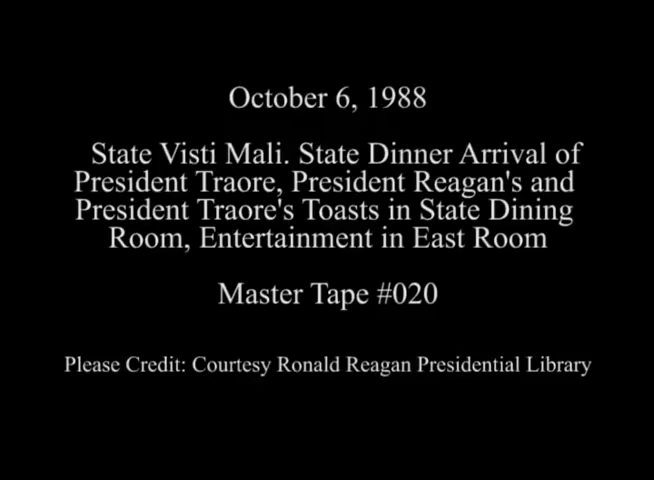 October 6, 1988
State Visti Mali. State Dinner Arrival of
President Traore, President Reagan's and
President Traore's Toasts in State Dining
Room, Entertainment in East Room
Master Tape #020
Please Credit: Courtesy Ronald Reagan Presidential Library